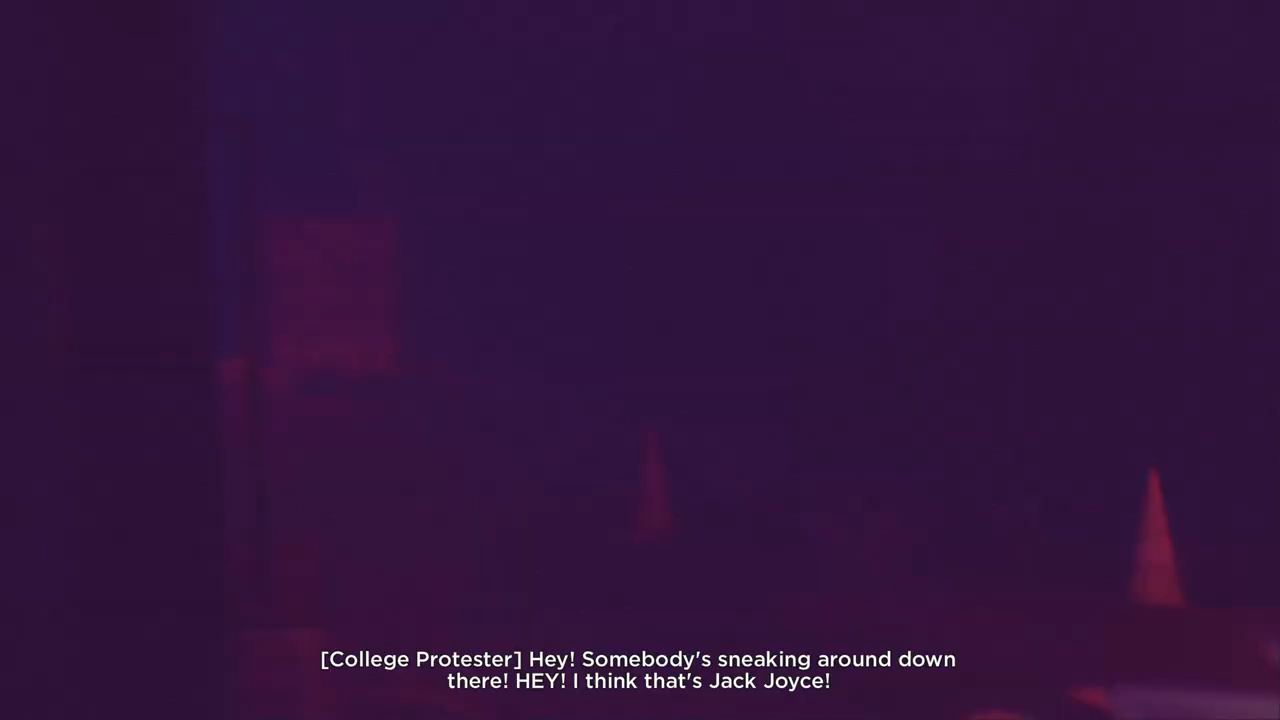 [College Protester] Hey! Somebody's sneaking around down
there! HEY! I think that's Jack Joyce!